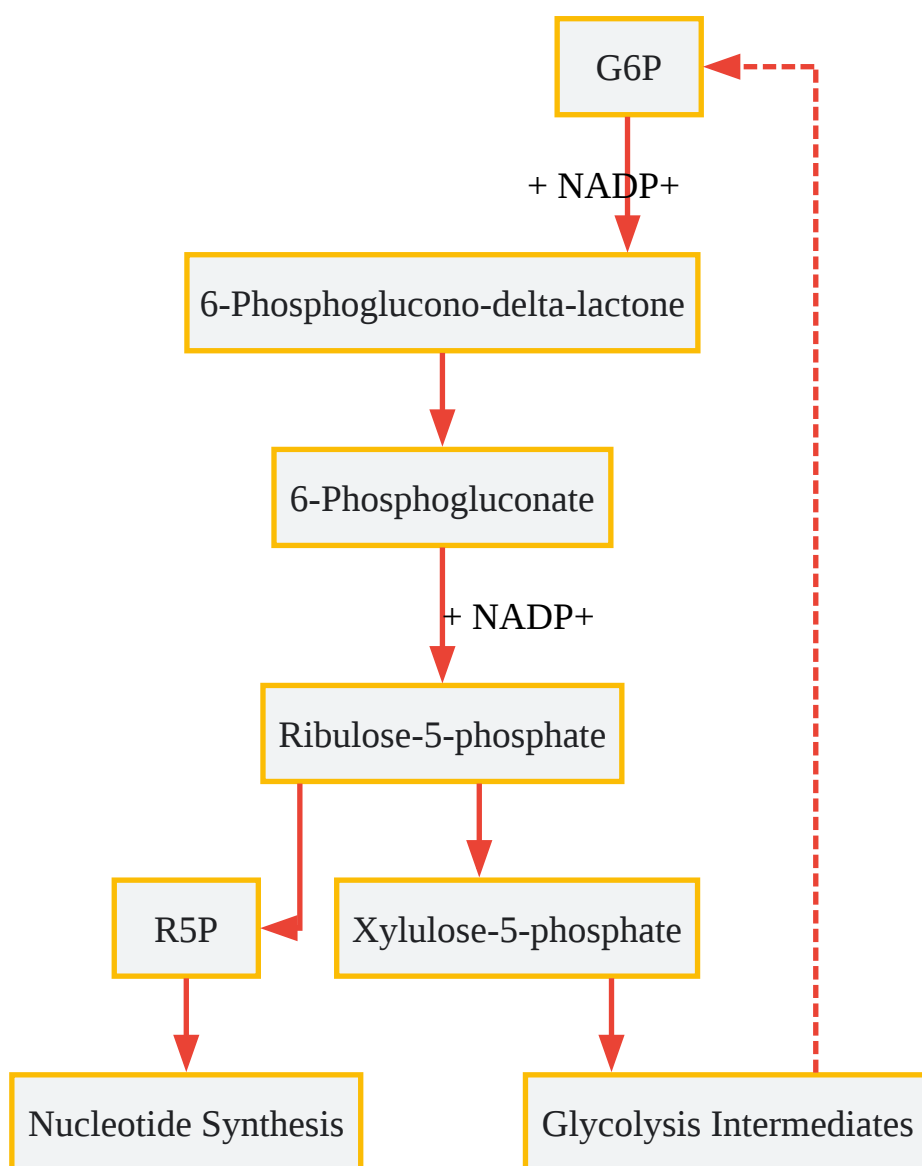 G6P
+ NADP+
6-Phosphoglucono-delta-lactone
6-Phosphogluconate
+ NADP+
Ribulose-5-phosphate
R5P
Xylulose-5-phosphate
Nucleotide Synthesis
Glycolysis Intermediates